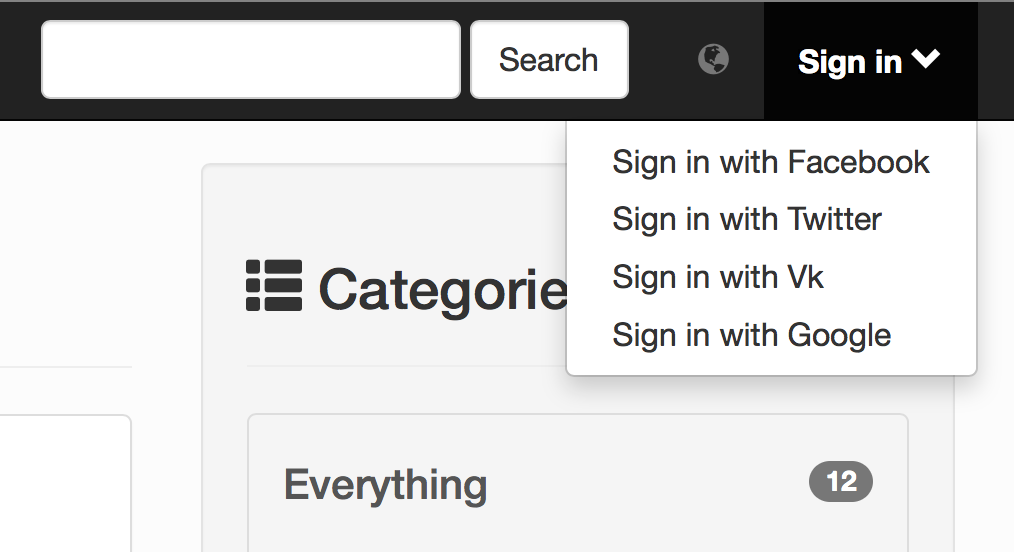 Search
Sign in
Sign in with Facebook
Sign in with Twitter
Sign in with Vk
Sign in with Google
Categorie
Everything
12